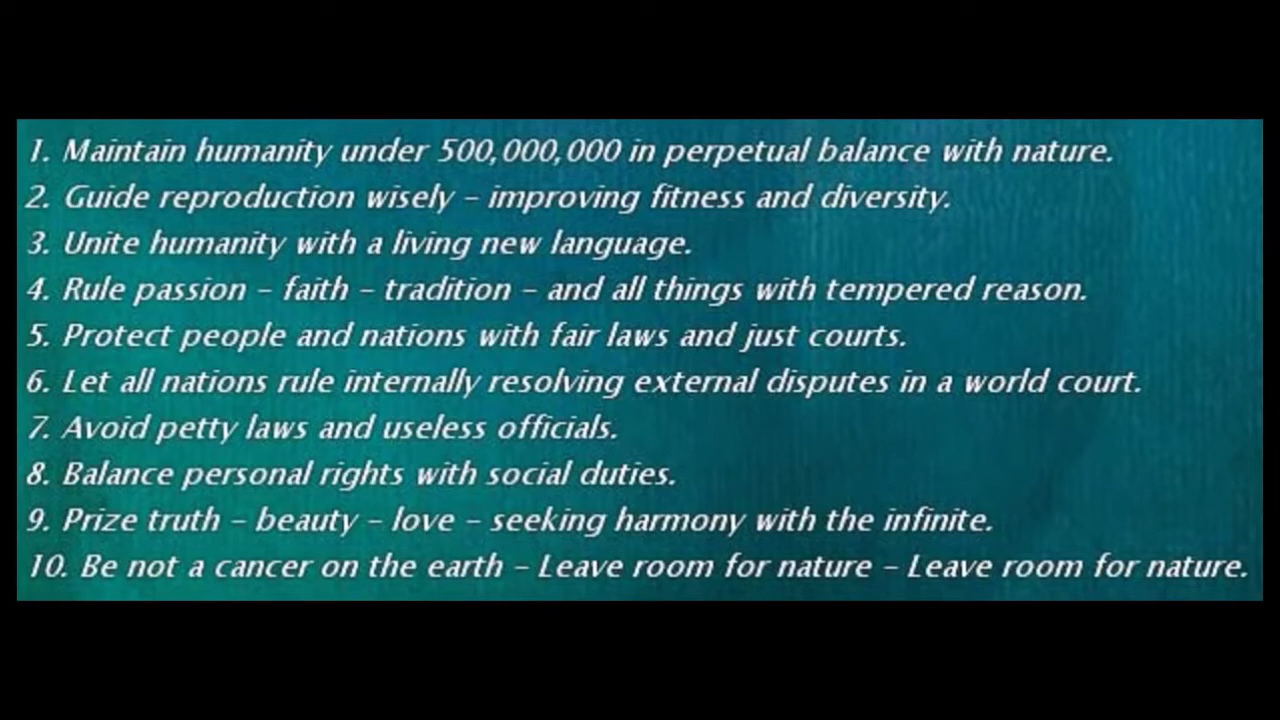 1. Maintain humanity under 500,000,000 in perpetual balance with nature.
2. Guide reproduction wisely – improving fitness and diversity.
3. Unite humanity with a living new language.
4. Rule passion – faith – tradition – and all things with tempered reason.
5. Protect people and nations with fair laws and just courts.
6. Let all nations rule internally resolving external disputes in a world court.
7. Avoid petty laws and useless officials.
8. Balance personal rights with social duties.
9. Prize truth – beauty – love – seeking harmony with the infinite.
10. Be not a cancer on the earth – Leave room for nature – Leave room for nature.